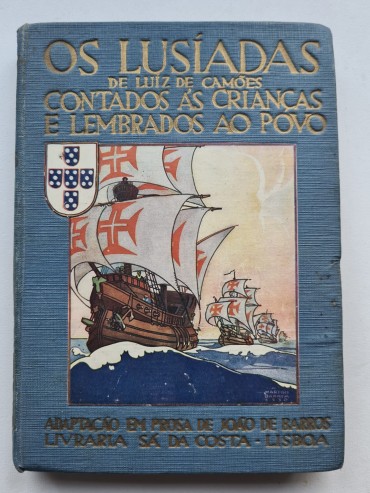 OS LUSÍADAS
DE LUÍZ DE CAMÕES
CONTADOS ÁS CRIANÇAS
E LEMBRADOS AO POVO
ADAPTAÇÃO EM PROSA DE JOÃO DE BARROS
LIVRARIA SÁ DA COSTA - LISBOA